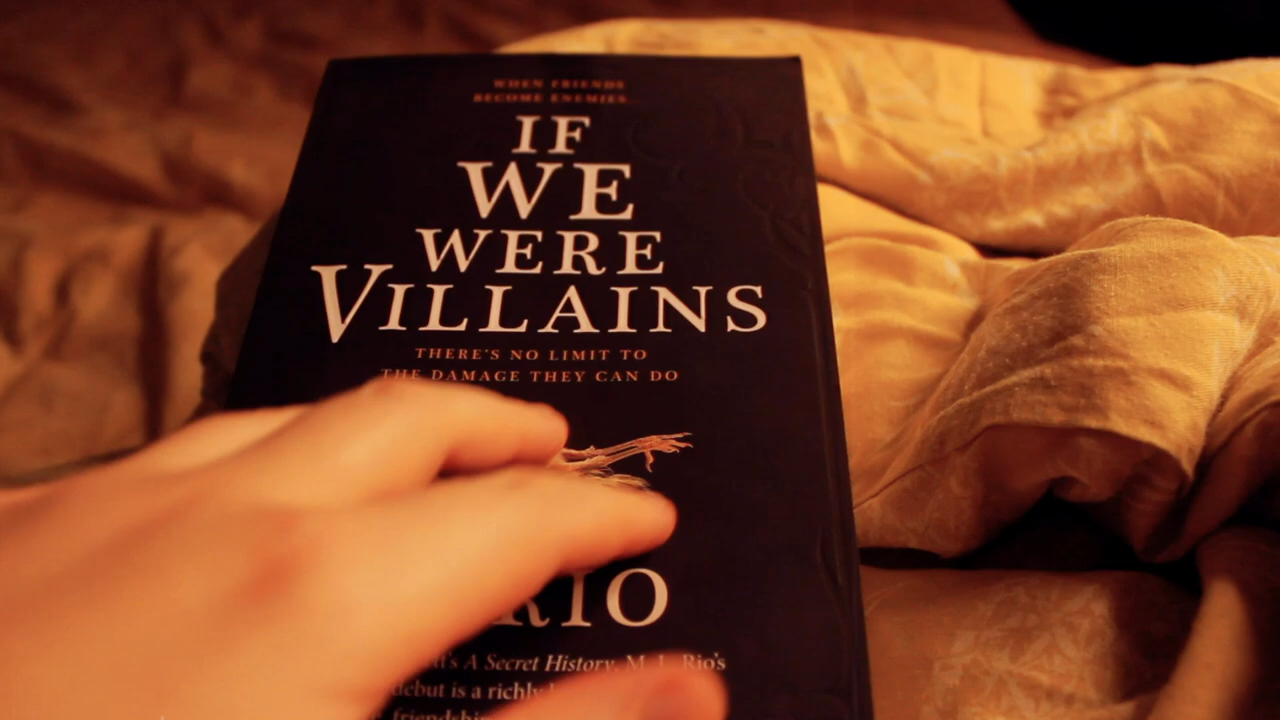 WHEN FRIENDS
BECOME ENEMIES...
IF
WE
WERE
VILLAINS
THERE'S NO LIMIT TO
THE DAMAGE THEY CAN DO
RIO
A Secret History, M. L. Rio's
debut is a richly